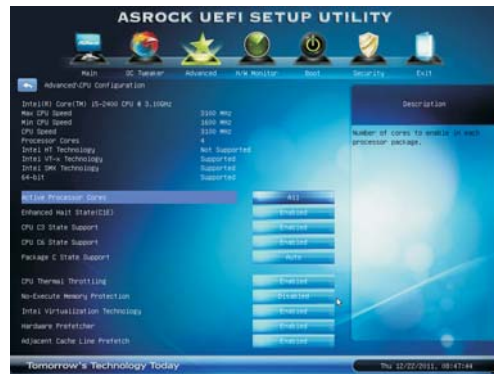 ASROCK UEFI SETUP UTILITY
Main
OC Tweaker
Advanced
H/W Monitor
Boot
Security
Exit
Advanced\CPU Configuration
Description
Intel(R) Core(TM) i5-2400 CPU @ 3.10GHz
Max CPU Speed 3100 MHz
Min CPU Speed 1600 MHz
CPU Speed 3100 MHz
Processor Cores 4
Intel HT Technology Not Supported
Intel VT-x Technology Supported
Intel SMX Technology Supported
64-bit Supported
Number of cores to enable in each
processor package.
Active Processor Cores All
Enhanced Halt State(C1E) Enabled
CPU C3 State Support Enabled
CPU C6 State Support Enabled
Package C State Support Auto
CPU Thermal Throttling Enabled
No-Execute Memory Protection Disabled
Intel Virtualization Technology Enabled
Hardware Prefetcher Enabled
Adjacent Cache Line Prefetch Enabled
Tomorrow's Technology Today
Thu 12/22/2011, 08:47:44